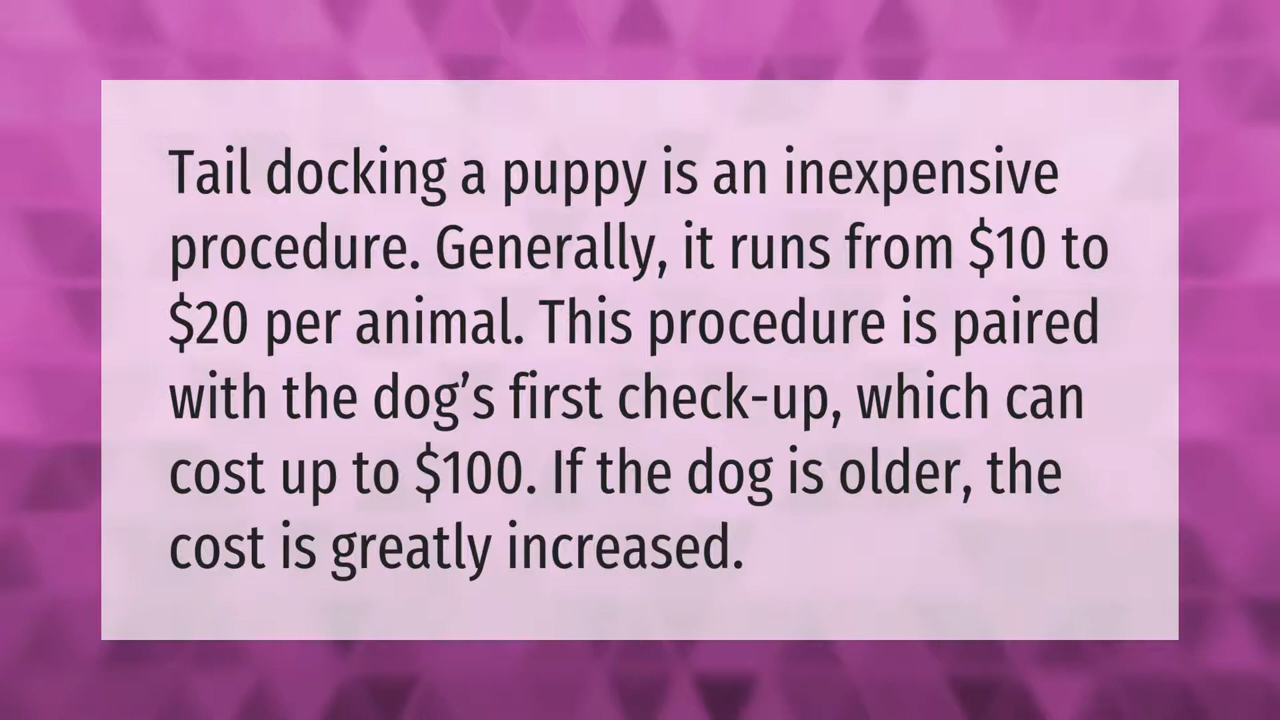 Tail docking a puppy is an inexpensive
procedure. Generally, it runs from $10 to
$20 per animal. This procedure is paired
with the dog’s first check-up, which can
cost up to $100. If the dog is older, the
cost is greatly increased.